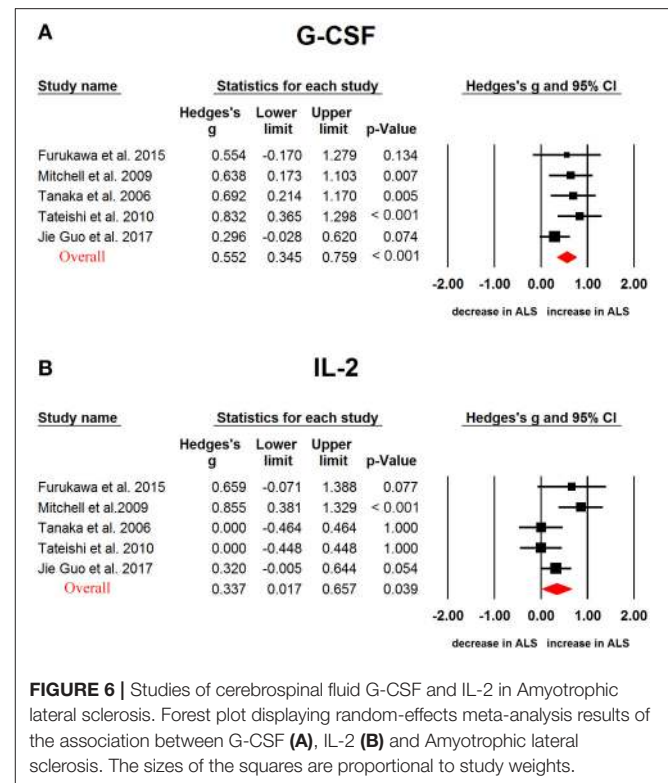 A
G-CSF
Study name Statistics for each study Hedges's g and 95% CI
Hedges's g Lower limit Upper limit p-Value
Furukawa et al. 2015 0.554 -0.170 1.279 0.134
Mitchell et al. 2009 0.638 0.173 1.103 0.007
Tanaka et al. 2006 0.692 0.214 1.170 0.005
Tateishi et al. 2010 0.832 0.365 1.298 < 0.001
Jie Guo et al. 2017 0.296 -0.028 0.620 0.074
Overall 0.552 0.345 0.759 < 0.001
-2.00 -1.00 0.00 1.00 2.00
decrease in ALS increase in ALS
B
IL-2
Study name Statistics for each study Hedges's g and 95% CI
Hedges's g Lower limit Upper limit p-Value
Furukawa et al. 2015 0.659 -0.071 1.388 0.077
Mitchell et al.2009 0.855 0.381 1.329 < 0.001
Tanaka et al. 2006 0.000 -0.464 0.464 1.000
Tateishi et al. 2010 0.000 -0.448 0.448 1.000
Jie Guo et al. 2017 0.320 -0.005 0.644 0.054
Overall 0.337 0.017 0.657 0.039
-2.00 -1.00 0.00 1.00 2.00
decrease in ALS increase in ALS
FIGURE 6 | Studies of cerebrospinal fluid G-CSF and IL-2 in Amyotrophic
lateral sclerosis. Forest plot displaying random-effects meta-analysis results of
the association between G-CSF (A), IL-2 (B) and Amyotrophic lateral
sclerosis. The sizes of the squares are proportional to study weights.